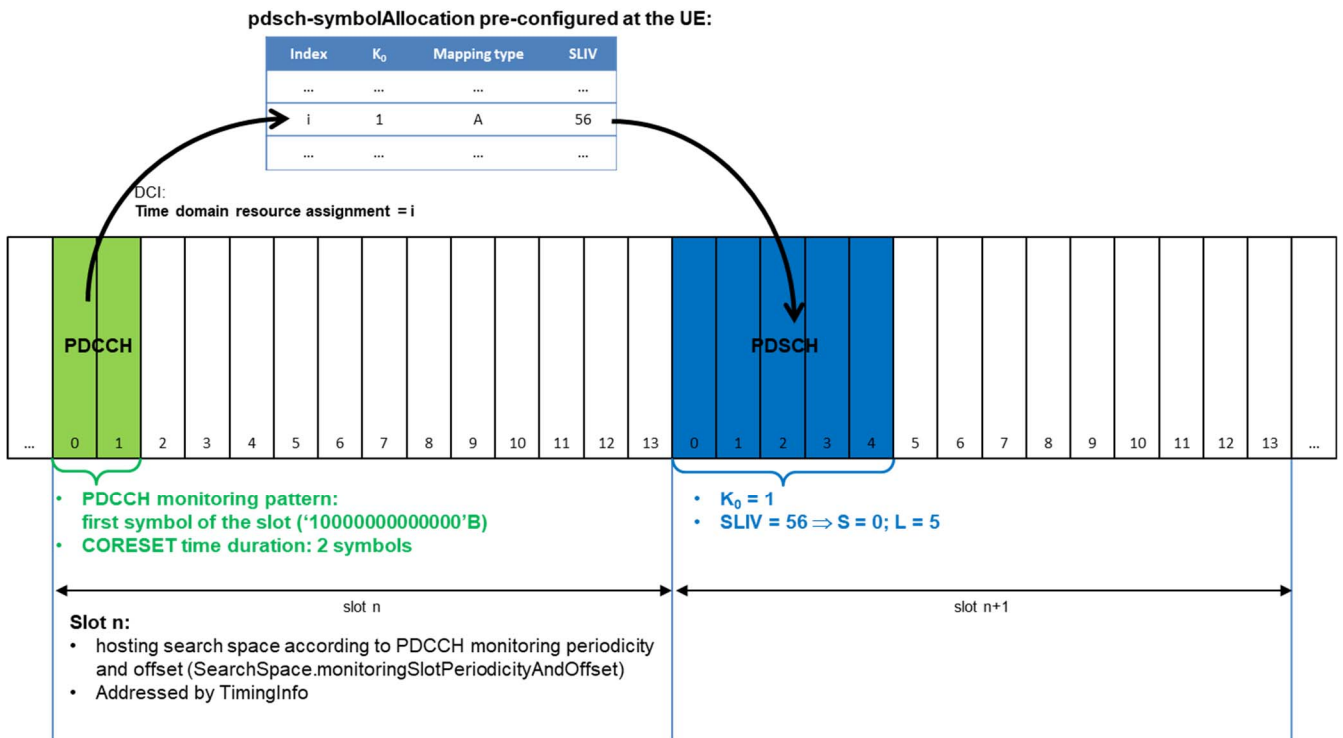 pdsch-symbolAllocation pre-configured at the UE:
Index K₀ Mapping type SLIV
... ... ... ...
i 1 A 56
... ... ... ...
DCI:
Time domain resource assignment = i
PDCCH PDSCH
... 0 1 2 3 4 5 6 7 8 9 10 11 12 13 0 1 2 3 4 5 6 7 8 9 10 11 12 13 ...
• PDCCH monitoring pattern:
first symbol of the slot (‘10000000000000’B)
• CORESET time duration: 2 symbols
• K₀ = 1
• SLIV = 56 ⇒ S = 0; L = 5
slot n slot n+1
Slot n:
• hosting search space according to PDCCH monitoring periodicity
and offset (SearchSpace.monitoringSlotPeriodicityAndOffset)
• Addressed by TimingInfo